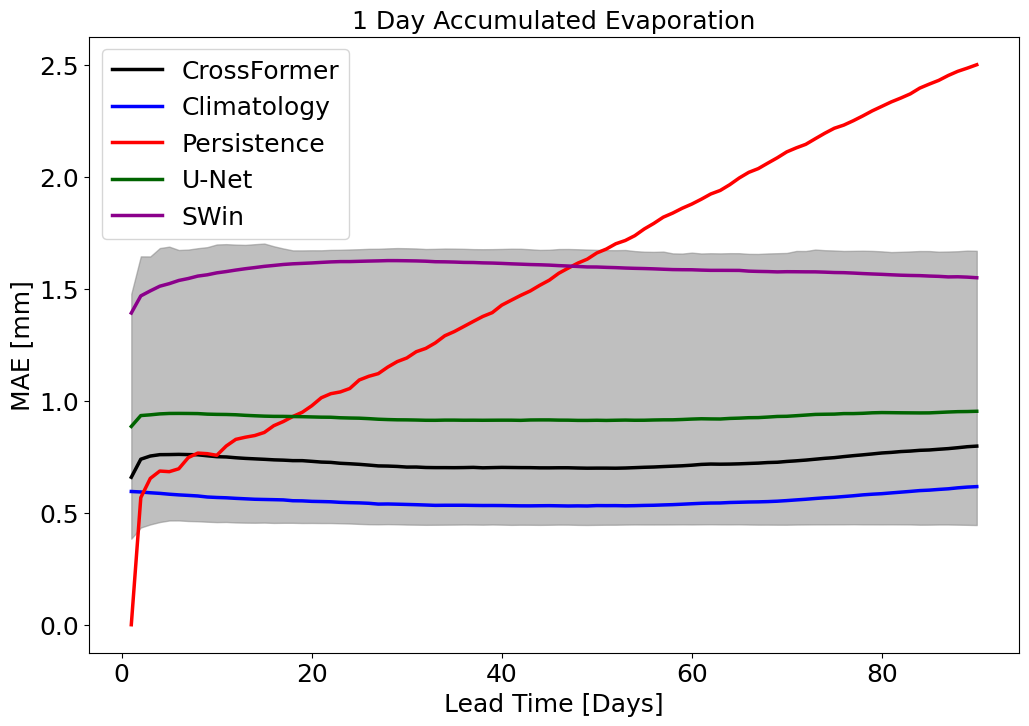 1 Day Accumulated Evaporation
CrossFormer
Climatology
Persistence
U-Net
SWin
MAE [mm]
2.5
2.0
1.5
1.0
0.5
0.0
0 20 40 60 80
Lead Time [Days]